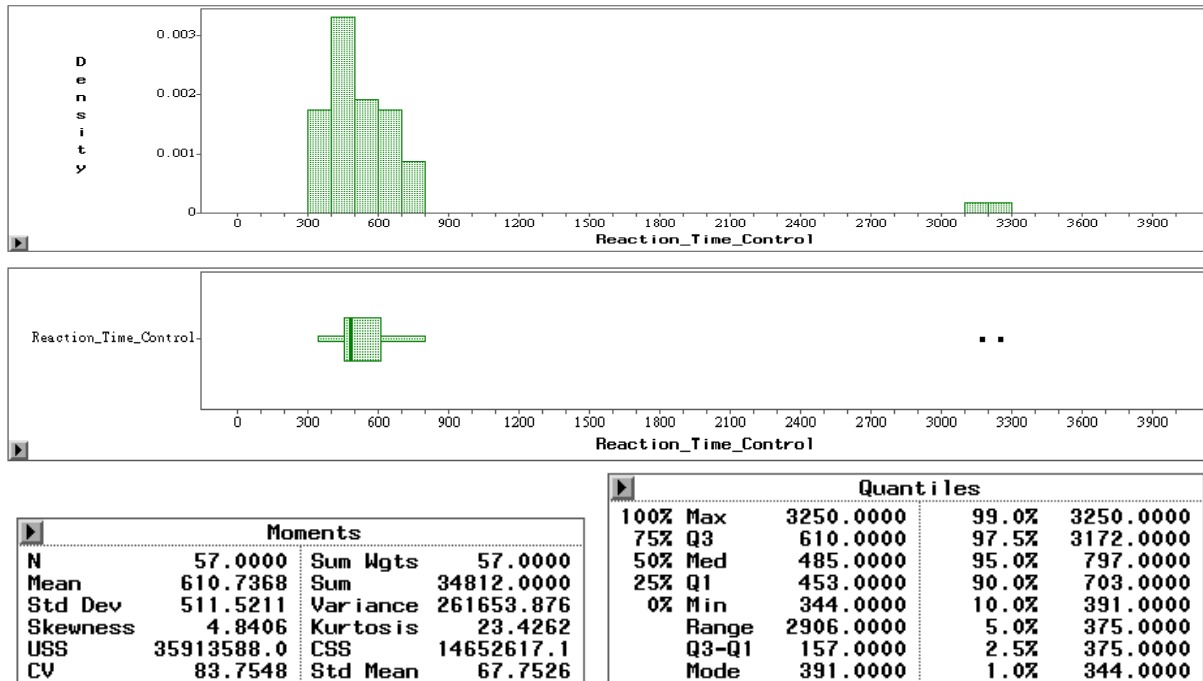 Density
0.003
0.002
0.001
0
0 300 600 900 1200 1500 1800 2100 2400 2700 3000 3300 3600 3900
Reaction_Time_Control
Reaction_Time_Control
0 300 600 900 1200 1500 1800 2100 2400 2700 3000 3300 3600 3900
Reaction_Time_Control
Moments
N 57.0000 Sum Wgts 57.0000
Mean 610.7368 Sum 34812.0000
Std Dev 511.5211 Variance 261653.876
Skewness 4.8406 Kurtosis 23.4262
USS 35913588.0 CSS 14652617.1
CV 83.7548 Std Mean 67.7526
Quantiles
100% Max 3250.0000 99.0% 3250.0000
75% Q3 610.0000 97.5% 3172.0000
50% Med 485.0000 95.0% 797.0000
25% Q1 453.0000 90.0% 703.0000
0% Min 344.0000 10.0% 391.0000
Range 2906.0000 5.0% 375.0000
Q3-Q1 157.0000 2.5% 375.0000
Mode 391.0000 1.0% 344.0000